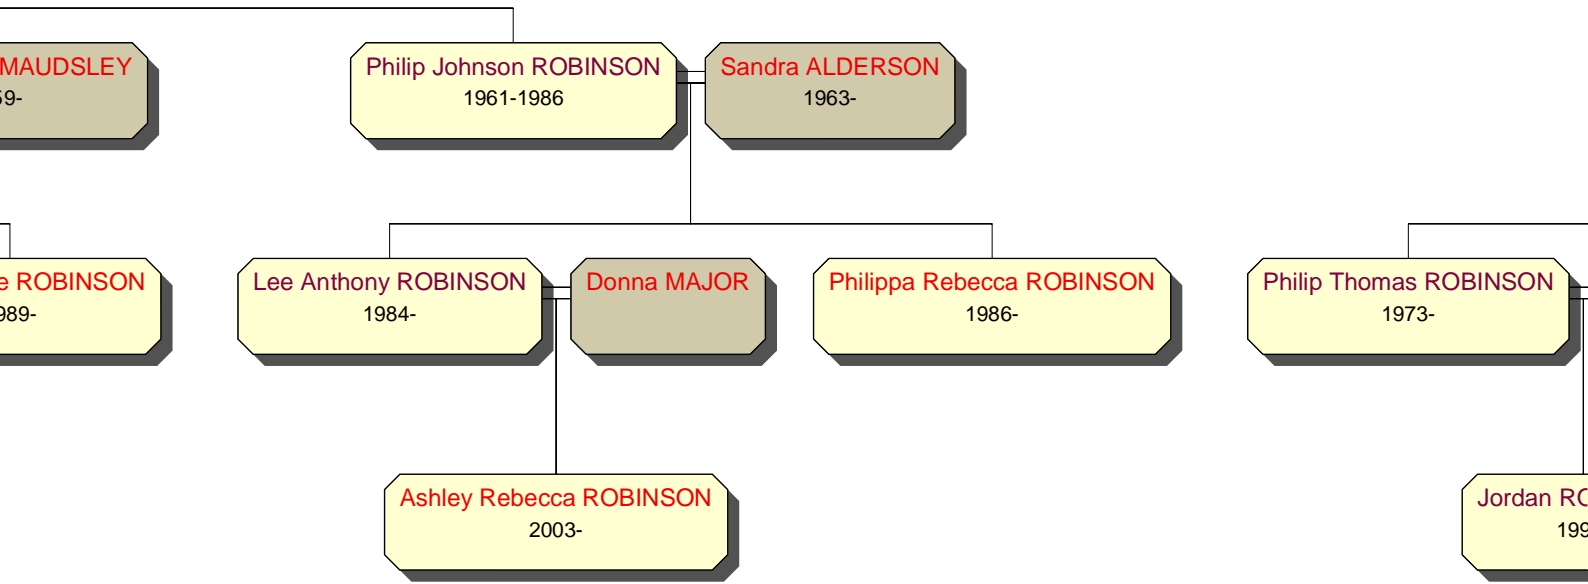 MAUDSLEY
Philip Johnson ROBINSON
1961-1986
Sandra ALDERSON
1963-
ROBINSON
Lee Anthony ROBINSON
1984-
Donna MAJOR
Philippa Rebecca ROBINSON
1986-
Philip Thomas ROBINSON
1973-
Ashley Rebecca ROBINSON
2003-
Jordan